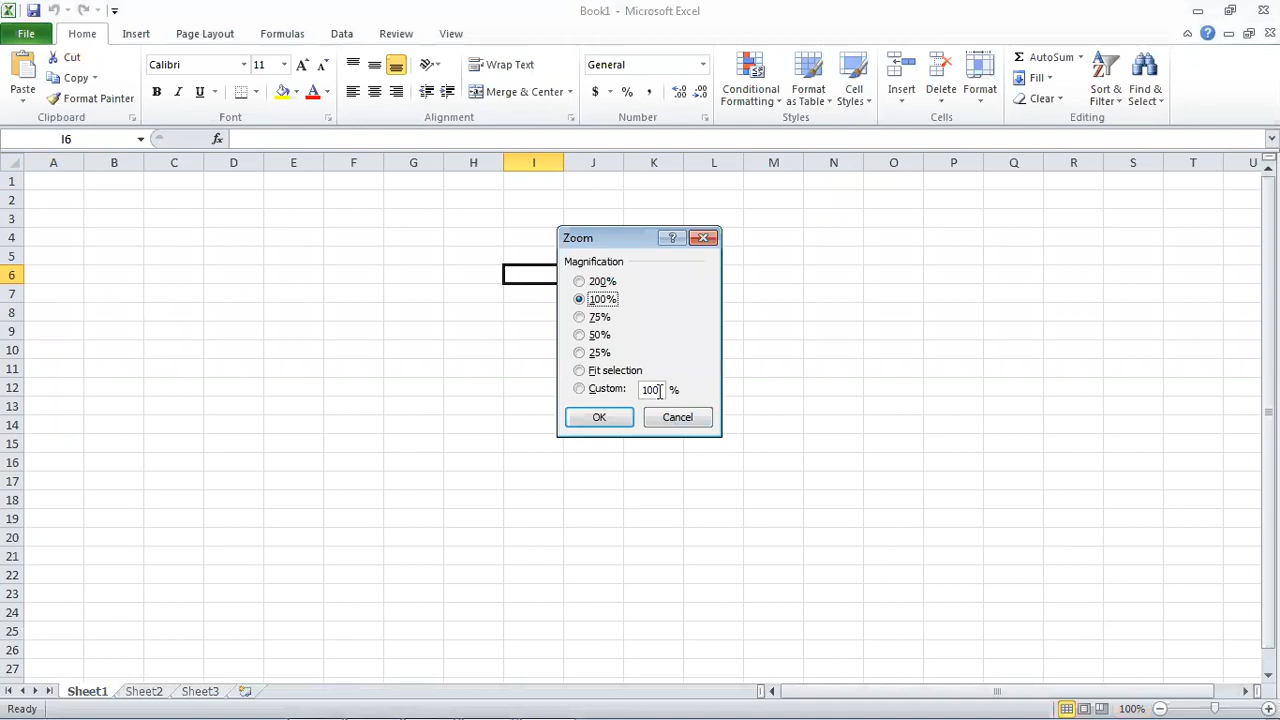 Book1 - Microsoft Excel
File Home Insert Page Layout Formulas Data Review View
Cut
Copy
Format Painter
Paste
Clipboard
Calibri 11
B I U
Font
Wrap Text
Merge & Center
Alignment
General
$ % ,
Number
Conditional Formatting
Format as Table
Cell Styles
Styles
Insert Delete Format
Cells
AutoSum
Fill
Clear
Sort & Filter
Find & Select
Editing
I6 fx
A B C D E F G H I J K L M N O P Q R S T U
1
2
3
4
5
6
7
8
9
10
11
12
13
14
15
16
17
18
19
20
21
22
23
24
25
26
27
Zoom
Magnification
200%
100%
75%
50%
25%
Fit selection
Custom: 100 %
OK Cancel
Sheet1 Sheet2 Sheet3
Ready 100%